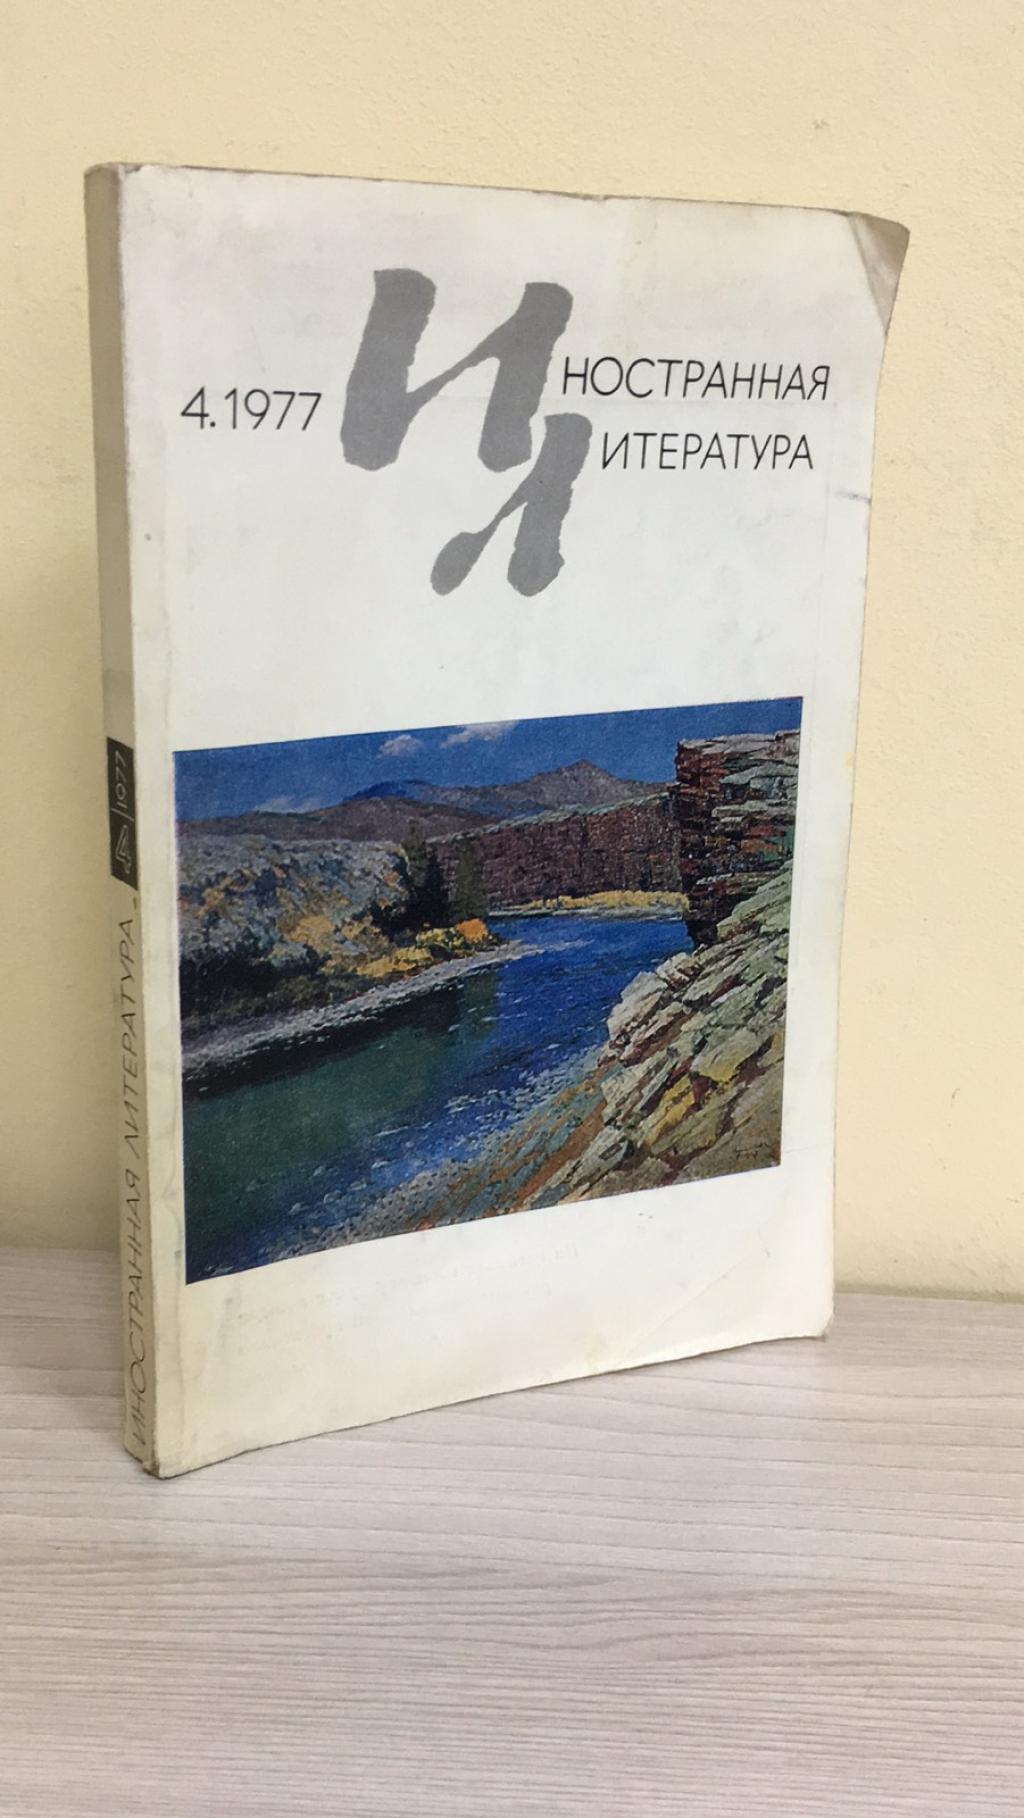 4.1977
ИНОСТРАННАЯ
ЛИТЕРАТУРА
ИНОСТРАННАЯ ЛИТЕРАТУРА. 4 1977